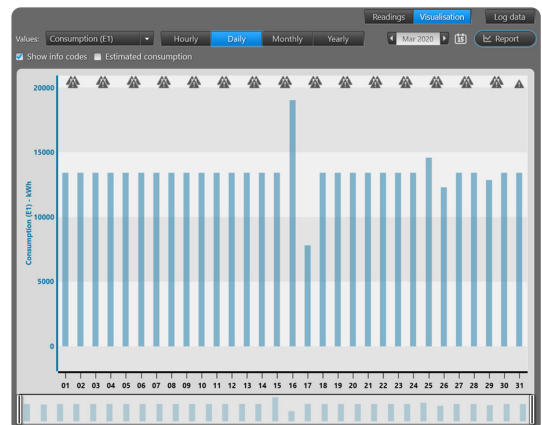 Readings Visualisation Log data
Values: Consumption (E1) Hourly Daily Monthly Yearly Mar 2020 Report
Show info codes Estimated consumption
20000
15000
10000
5000
0
Consumption (E1) - kWh
01 02 03 04 05 06 07 08 09 10 11 12 13 14 15 16 17 18 19 20 21 22 23 24 25 26 27 28 29 30 31